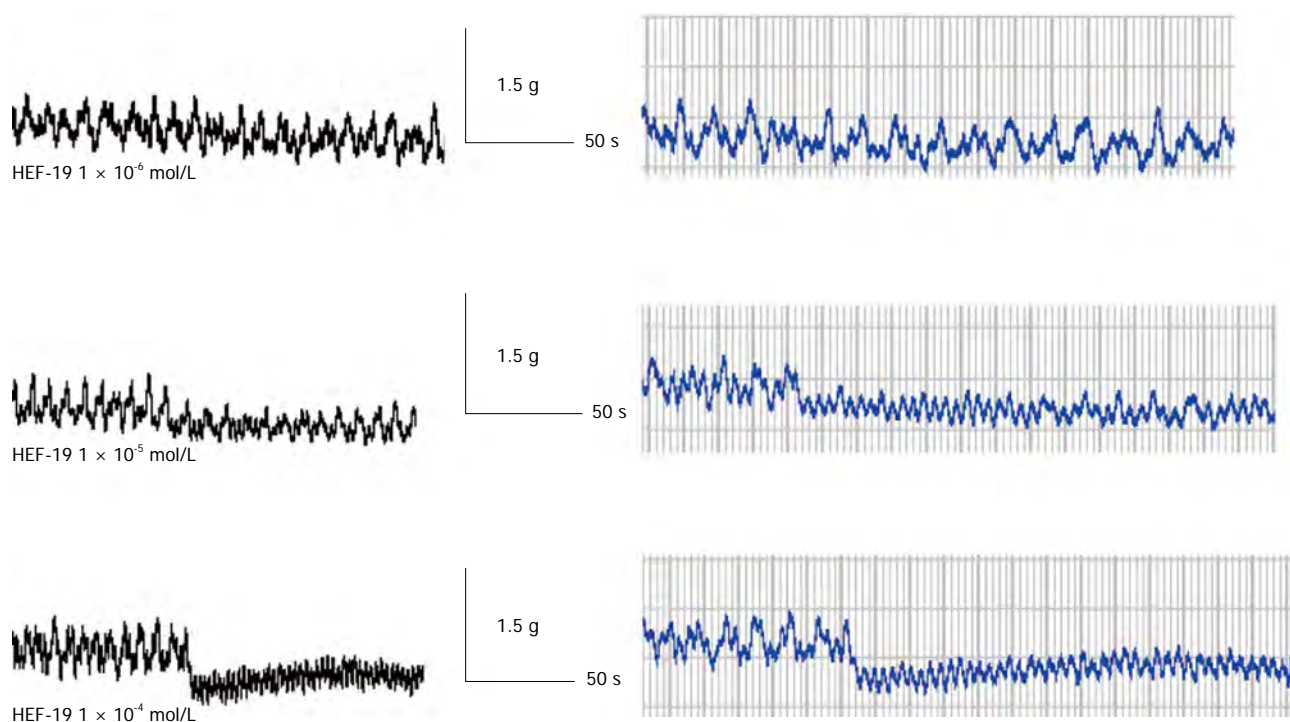 1.5 g
50 s
HEF-19 1 × 10⁻⁶ mol/L
1.5 g
50 s
HEF-19 1 × 10⁻⁵ mol/L
1.5 g
50 s
HEF-19 1 × 10⁻⁴ mol/L